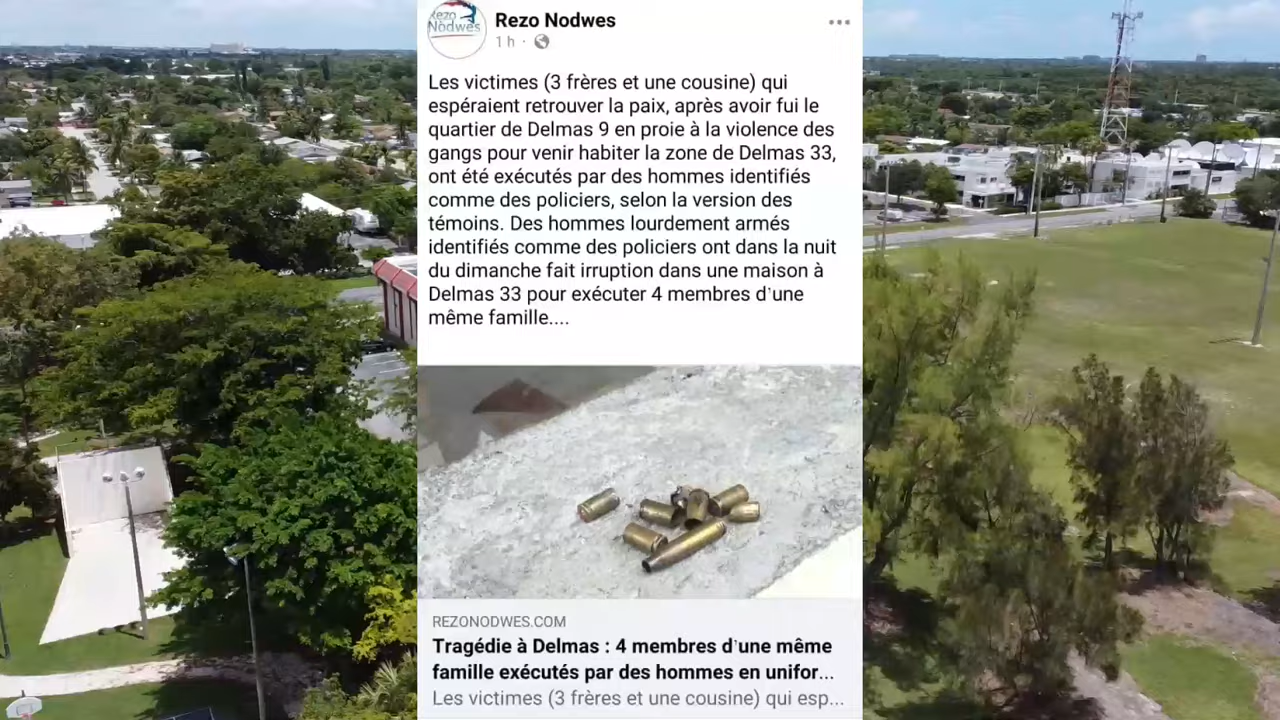 Rezo
Nòdwes
Rezo Nodwes
1 h ·
Les victimes (3 frères et une cousine) qui
espéraient retrouver la paix, après avoir fui le
quartier de Delmas 9 en proie à la violence des
gangs pour venir habiter la zone de Delmas 33,
ont été exécutés par des hommes identifiés
comme des policiers, selon la version des
témoins. Des hommes lourdement armés
identifiés comme des policiers ont dans la nuit
du dimanche fait irruption dans une maison à
Delmas 33 pour exécuter 4 membres d'une
même famille....
REZONODWES.COM
Tragédie à Delmas : 4 membres d'une même
famille exécutés par des hommes en unifor...
Les victimes (3 frères et une cousine) qui esp...